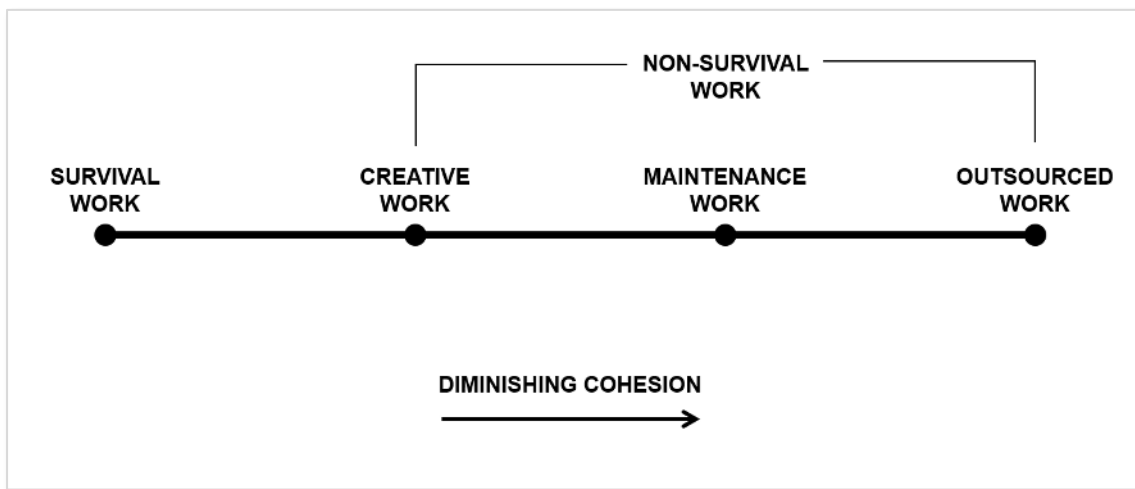 NON-SURVIVAL
WORK
SURVIVAL
WORK
CREATIVE
WORK
MAINTENANCE
WORK
OUTSOURCED
WORK
DIMINISHING COHESION